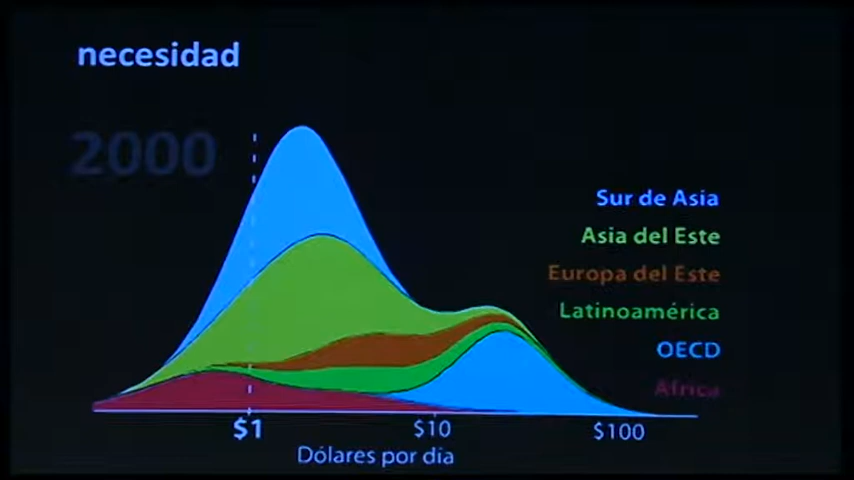 necesidad
2000
Sur de Asia
Asia del Este
Europa del Este
Latinoamérica
OECD
Africa
$1
$10
$100
Dólares por día